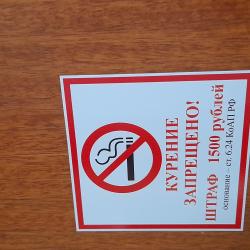 КУРЕНИЕ
ЗАПРЕЩЕНО!
ШТРАФ 1500 рублей
основание – ст. 6.24 КоАП РФ